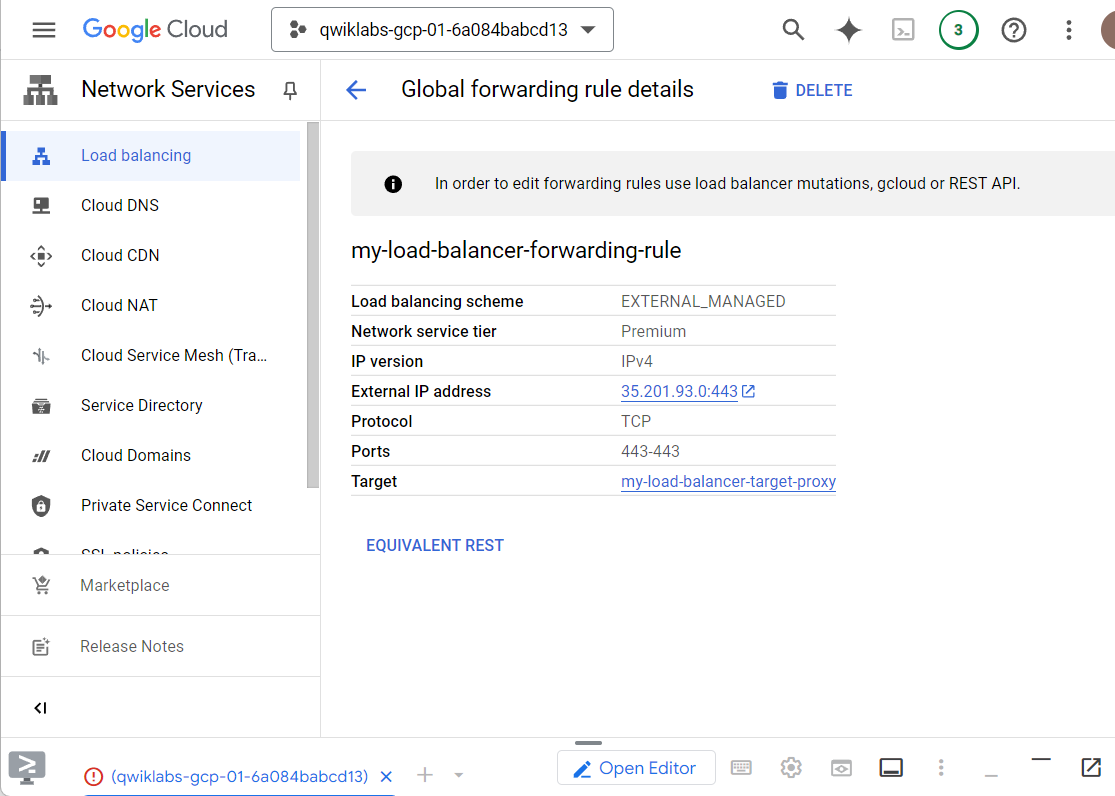 Google Cloud
qwiklabs-gcp-01-6a084babcd13
3
Network Services
Global forwarding rule details
DELETE
Load balancing
Cloud DNS
Cloud CDN
Cloud NAT
Cloud Service Mesh (Tra...
Service Directory
Cloud Domains
Private Service Connect
SSL policies
Marketplace
Release Notes
In order to edit forwarding rules use load balancer mutations, gcloud or REST API.
my-load-balancer-forwarding-rule
Load balancing scheme EXTERNAL_MANAGED
Network service tier Premium
IP version IPv4
External IP address 35.201.93.0:443
Protocol TCP
Ports 443-443
Target my-load-balancer-target-proxy
EQUIVALENT REST
(qwiklabs-gcp-01-6a084babcd13)
Open Editor